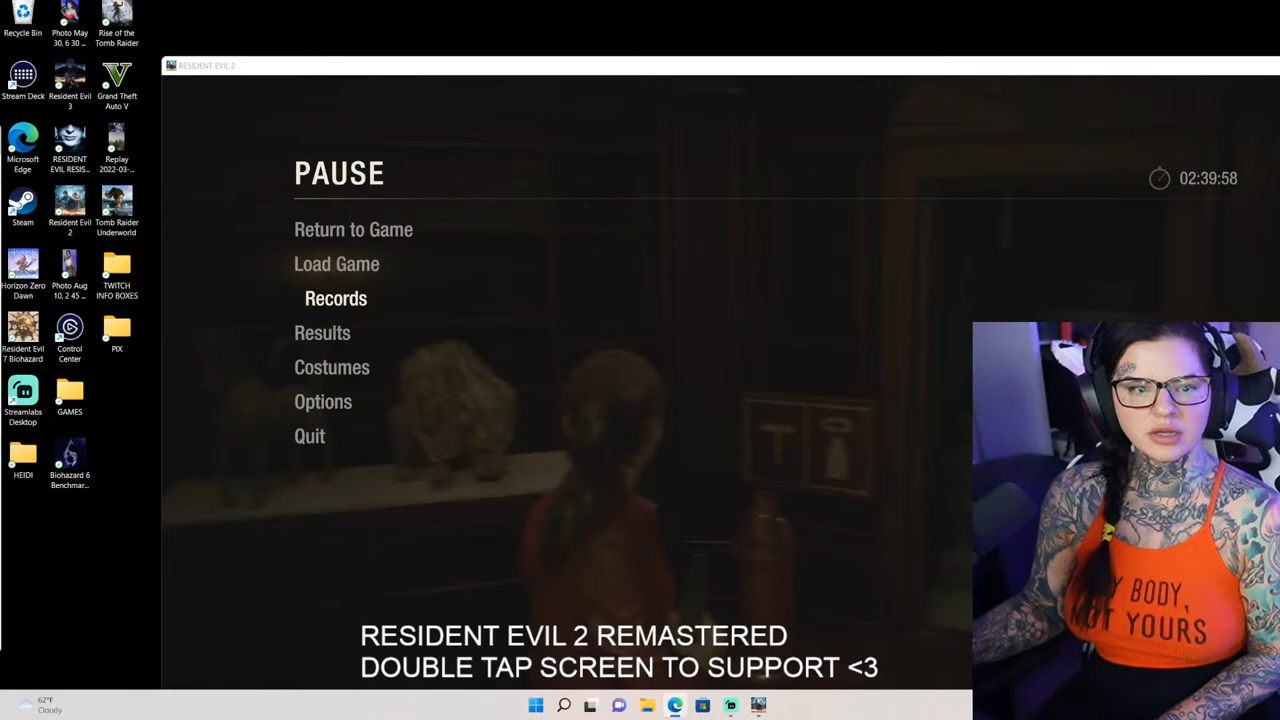 Recycle Bin
Photo May
30, 6 30 ...
Rise of the
Tomb Raider
Stream Deck
Resident Evil
3
Grand Theft
Auto V
Microsoft
Edge
RESIDENT
EVIL RESIS...
Replay
2022-03-...
Steam
Resident Evil
2
Tomb Raider
Underworld
Horizon Zero
Dawn
Photo Aug
10, 2 45 ...
TWITCH
INFO BOXES
Resident Evil
7 Biohazard
Control
Center
PIX
Streamlabs
Desktop
GAMES
HEIDI
Biohazard 6
Benchmar...
RESIDENT EVIL 2
PAUSE
02:39:58
Return to Game
Load Game
Records
Results
Costumes
Options
Quit
RESIDENT EVIL 2 REMASTERED
DOUBLE TAP SCREEN TO SUPPORT <3
BODY,
YOURS
62°F
Cloudy